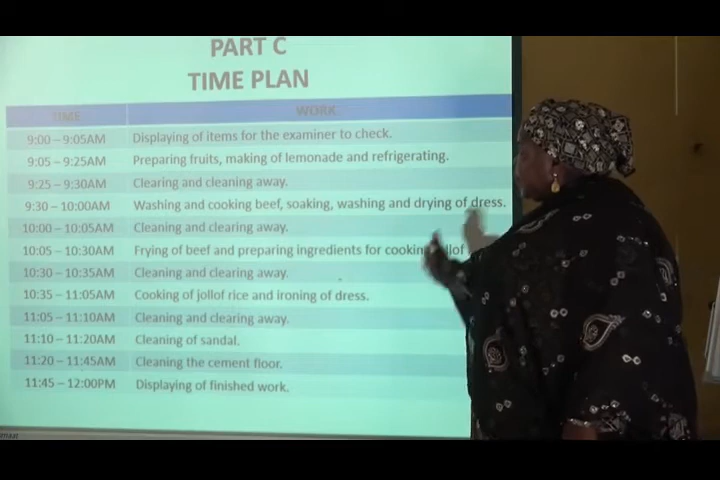 PART C
TIME PLAN
TIME WORK
9:00 – 9:05AM Displaying of items for the examiner to check.
9:05 – 9:25AM Preparing fruits, making of lemonade and refrigerating.
9:25 – 9:30AM Clearing and cleaning away.
9:30 – 10:00AM Washing and cooking beef, soaking, washing and drying of dress.
10:00 – 10:05AM Cleaning and clearing away.
10:05 – 10:30AM Frying of beef and preparing ingredients for cooking jollof
10:30 – 10:35AM Cleaning and clearing away.
10:35 – 11:05AM Cooking of jollof rice and ironing of dress.
11:05 – 11:10AM Cleaning and clearing away.
11:10 – 11:20AM Cleaning of sandal.
11:20 – 11:45AM Cleaning the cement floor.
11:45 – 12:00PM Displaying of finished work.